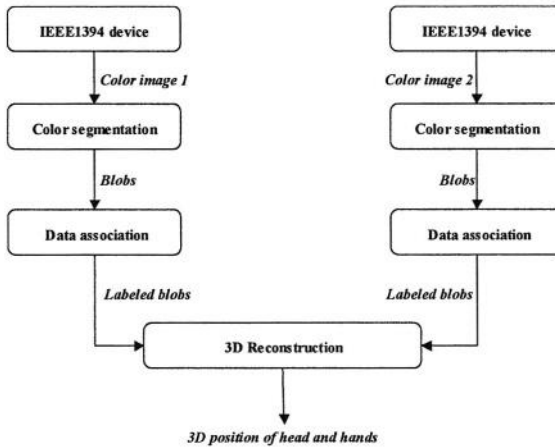 IEEE1394 device
IEEE1394 device
Color image 1
Color image 2
Color segmentation
Color segmentation
Blobs
Blobs
Data association
Data association
Labeled blobs
Labeled blobs
3D Reconstruction
3D position of head and hands